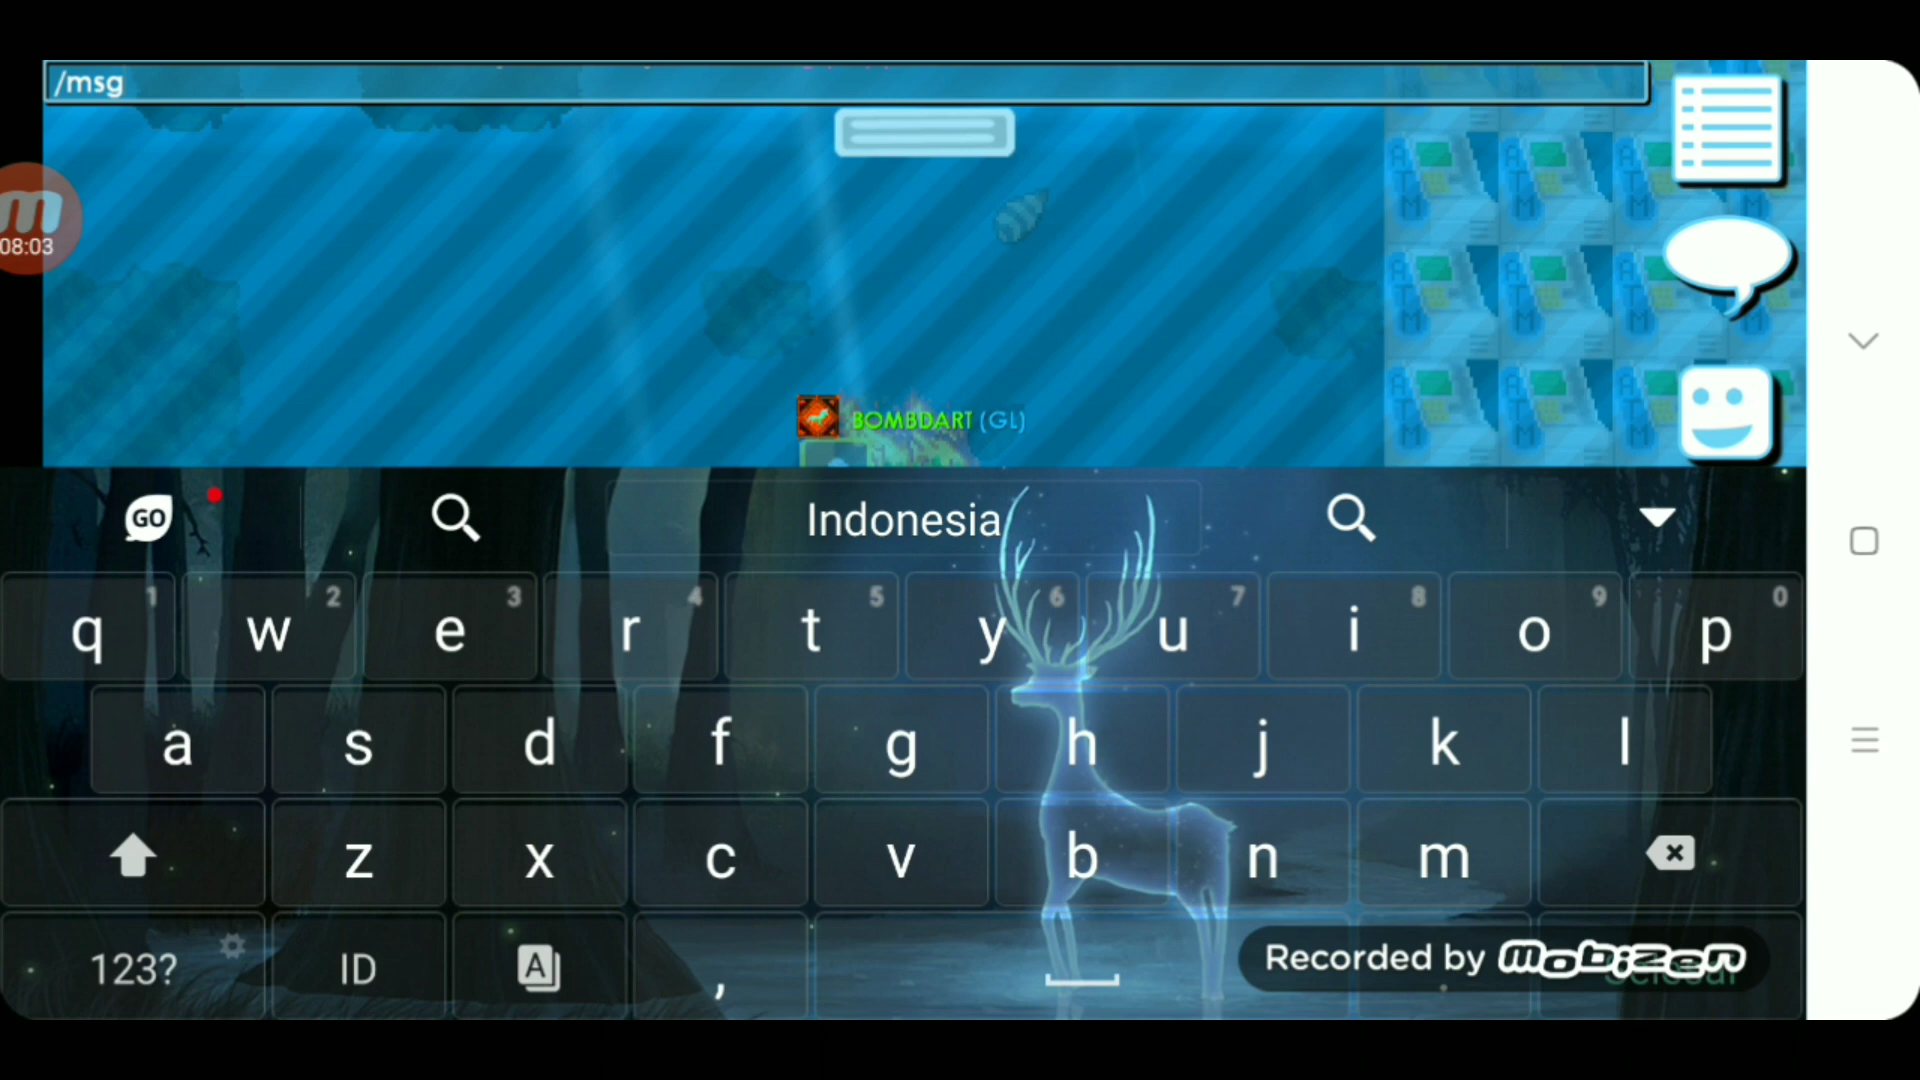 /msg
08:03
BOMBDART (GL)
GO
Indonesia
1 2 3 4 5 6 7 8 9 0
q w e r t y u i o p
a s d f g h j k l
z x c v b n m
123? ID A ,
Recorded by mobizen